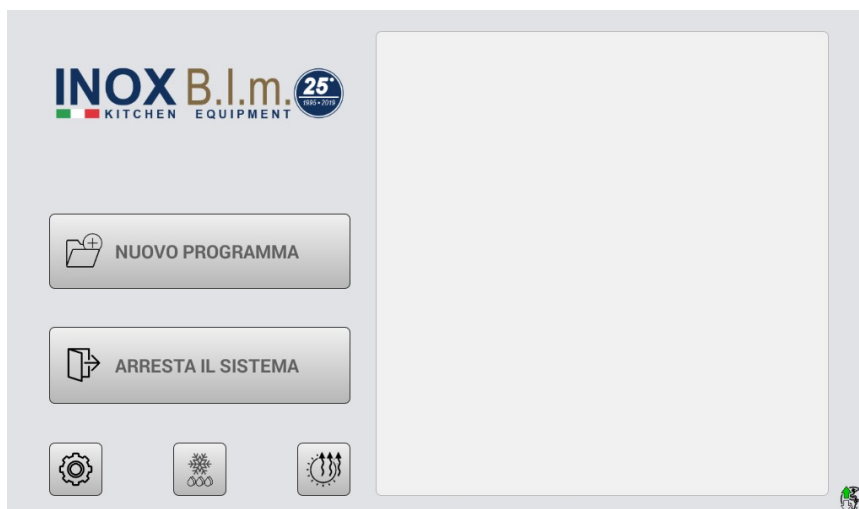 INOX B.I.m. 25°
1995 • 2019
KITCHEN EQUIPMENT
NUOVO PROGRAMMA
ARRESTA IL SISTEMA